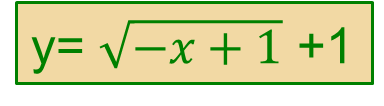 y= √(−x + 1) +1